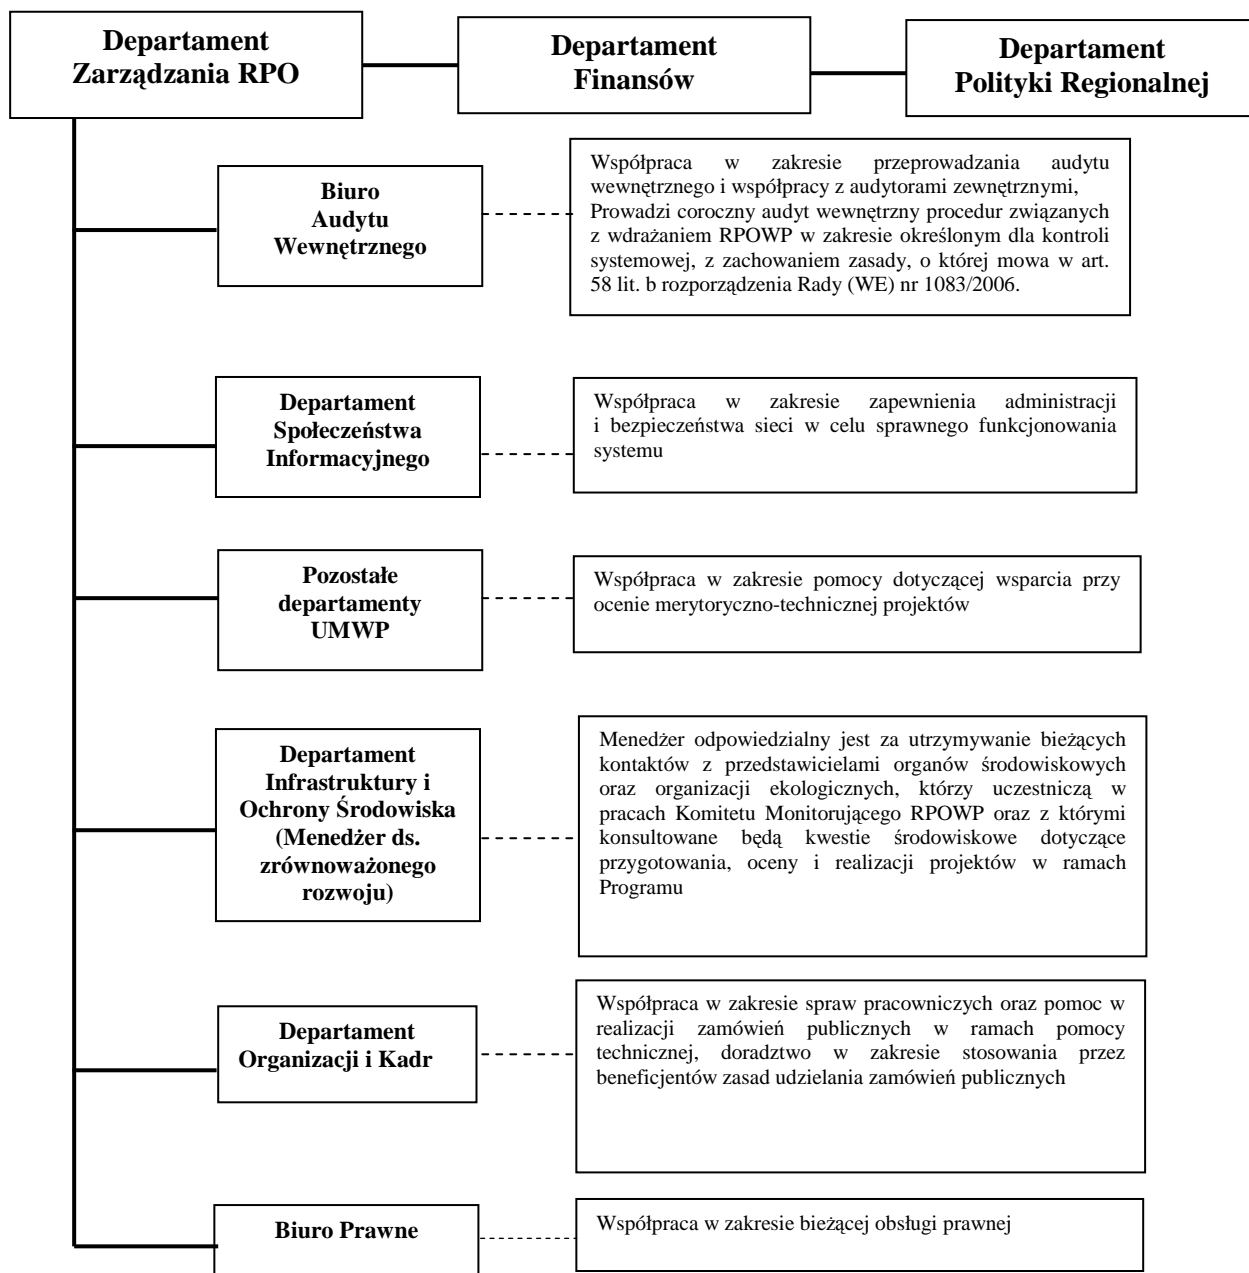 Departament
Zarządzania RPO
Departament
Finansów
Departament
Polityki Regionalnej
Biuro
Audytu
Wewnętrznego
Współpraca w zakresie przeprowadzania audytu
wewnętrznego i współpracy z audytorami zewnętrznymi,
Prowadzi coroczny audyt wewnętrzny procedur związanych
z wdrażaniem RPOWP w zakresie określonym dla kontroli
systemowej, z zachowaniem zasady, o której mowa w art.
58 lit. b rozporządzenia Rady (WE) nr 1083/2006.
Departament
Społeczeństwa
Informacyjnego
Współpraca w zakresie zapewnienia administracji
i bezpieczeństwa sieci w celu sprawnego funkcjonowania
systemu
Pozostałe
departamenty
UMWP
Współpraca w zakresie pomocy dotyczącej wsparcia przy
ocenie merytoryczno-technicznej projektów
Departament
Infrastruktury i
Ochrony Środowiska
(Menedżer ds.
zrównoważonego
rozwoju)
Menedżer odpowiedzialny jest za utrzymywanie bieżących
kontaktów z przedstawicielami organów środowiskowych
oraz organizacji ekologicznych, którzy uczestniczą w
pracach Komitetu Monitorującego RPOWP oraz z którymi
konsultowane będą kwestie środowiskowe dotyczące
przygotowania, oceny i realizacji projektów w ramach
Programu
Departament
Organizacji i Kadr
Współpraca w zakresie spraw pracowniczych oraz pomoc w
realizacji zamówień publicznych w ramach pomocy
technicznej, doradztwo w zakresie stosowania przez
beneficjentów zasad udzielania zamówień publicznych
Biuro Prawne
Współpraca w zakresie bieżącej obsługi prawnej